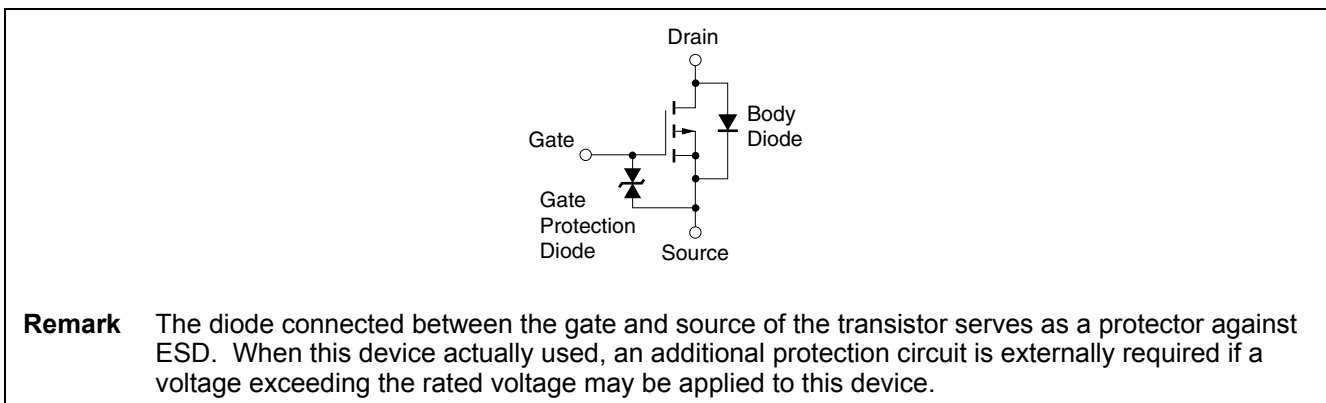 Drain
Body
Diode
Gate
Gate
Protection
Diode
Source
Remark The diode connected between the gate and source of the transistor serves as a protector against
ESD. When this device actually used, an additional protection circuit is externally required if a
voltage exceeding the rated voltage may be applied to this device.